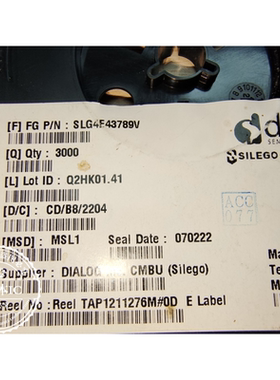 [F] FG P/N : SLG4E43789V
[Q] Qty : 3000
SILEGO
[L] Lot ID : Q2HK01.41
ACC
077
[D/C] : CD/B8/2204
[MSD] : MSL1 Seal Date : 070222
Supplier : DIALOG CMBU (Silego)
Reel No : Reel TAP1211276M#0D E Label